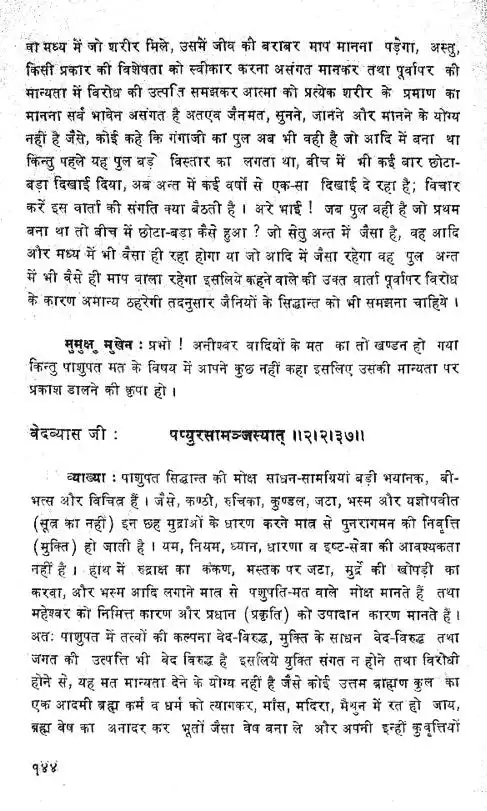 वा मध्य में जो शरीर मिले, उसमें जीव की बराबर माप मानना पड़ेगा, अस्तु,
किसी प्रकार की विशेषता को स्वीकार करना असंगत मानकर तथा पूर्वापर की
मान्यता में विरोध की उत्पति समझकर आत्मा को प्रत्येक शरीर के प्रमाण का
मानना सर्व भावेन असंगत है अतएव जैनमत, सुनने, जानने और मानने के योग्य
नहीं है जैसे, कोई कहे कि गंगाजी का पुल अब भी वही है जो आदि में बना था
किन्तु पहले यह पुल बड़े विस्तार का लगता था, बीच में भी कई बार छोटा-
बड़ा दिखाई दिया, अब अन्त में कई वर्षो से एक-सा दिखाई दे रहा है; विचार
करें इस वार्ता की संगति क्या बैठती है । अरे भाई ! जब पुल वही है जो प्रथम
बना था तो बीच में छोटा-बड़ा कैसे हुआ ? जो सेतु अन्त में जैसा है, वह आदि
और मध्य में भी वैसा ही रहा होगा या जो आदि में जैसा रहेगा वह पुल अन्त
में भी वैसे ही माप वाला रहेगा इसलिये कहने वाले की उक्त वार्ता पूर्वापर विरोध
के कारण अमान्य ठहरेगी तदनुसार जैनियों के सिद्धान्त को भी समझना चाहिये ।
मुमुक्षु मुखेन : प्रभो ! अनीश्वर वादियों के मत का तो खण्डन हो गया
किन्तु पाशुपत मत के विषय में आपने कुछ नहीं कहा इसलिए उसकी मान्यता पर
प्रकाश डालने की कृपा हो ।
वेदव्यास जी : पप्युरसामञ्जस्यात् ॥२।२।३७॥
व्याख्या : पाशुपत सिद्धान्त की मोक्ष साधन-सामग्रियां बड़ी भयानक, बी-
भत्स और विचित्र हैं । जैसे, कण्ठी, रुचिका, कुण्डल, जटा, भस्म और यज्ञोपवीत
(सूत्र का नहीं) इन छह मुद्राओं के धारण करने मात्र से पुनरागमन की निवृत्ति
(मुक्ति) हो जाती है । यम, नियम, ध्यान, धारणा व इष्ट-सेवा की आवश्यकता
नहीं है । हाथ में रुद्राक्ष का कंकण, मस्तक पर जटा, मुर्दे की खोपड़ी का
करवा, और भस्म आदि लगाने मात्र से पशुपति-मत वाले मोक्ष मानते हैं तथा
महेश्वर को निमित्त कारण और प्रधान (प्रकृति) को उपादान कारण मानते हैं ।
अतः पाशुपत में तत्वों की कल्पना वेद-विरुद्ध, मुक्ति के साधन वेद-विरुद्ध तथा
जगत की उत्पत्ति भी वेद विरुद्ध है इसलिये युक्ति संगत न होने तथा विरोधी
होने से, यह मत मान्यता देने के योग्य नहीं है जैसे कोई उत्तम ब्राह्मण कुल का
एक आदमी ब्रह्म कर्म व धर्म को त्यागकर, माँस, मदिरा, मैथुन में रत हो जाय,
ब्रह्म वेष का अनादर कर भूतों जैसा वेष बना ले और अपनी इन्हीं कुवृत्तियों
१४४